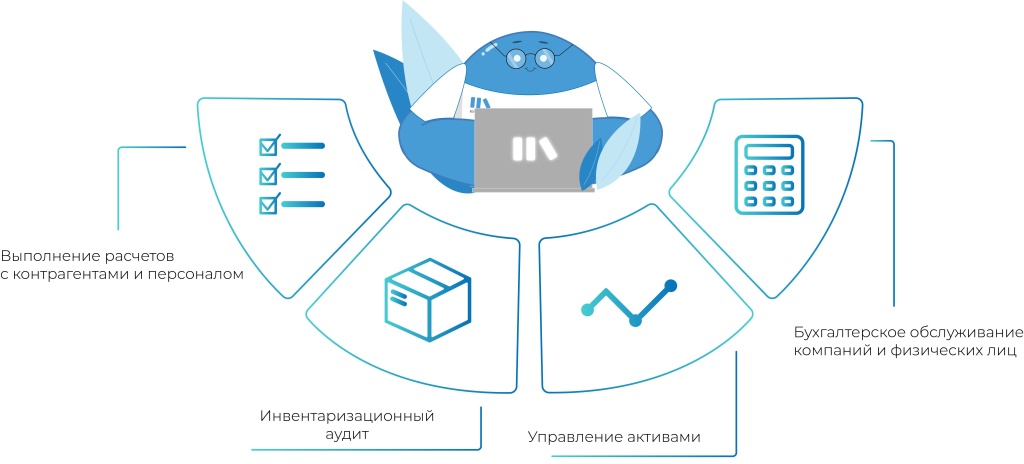 Выполнение расчетов
с контрагентами и персоналом
Бухгалтерское обслуживание
компаний и физических лиц
Инвентаризационный
аудит
Управление активами